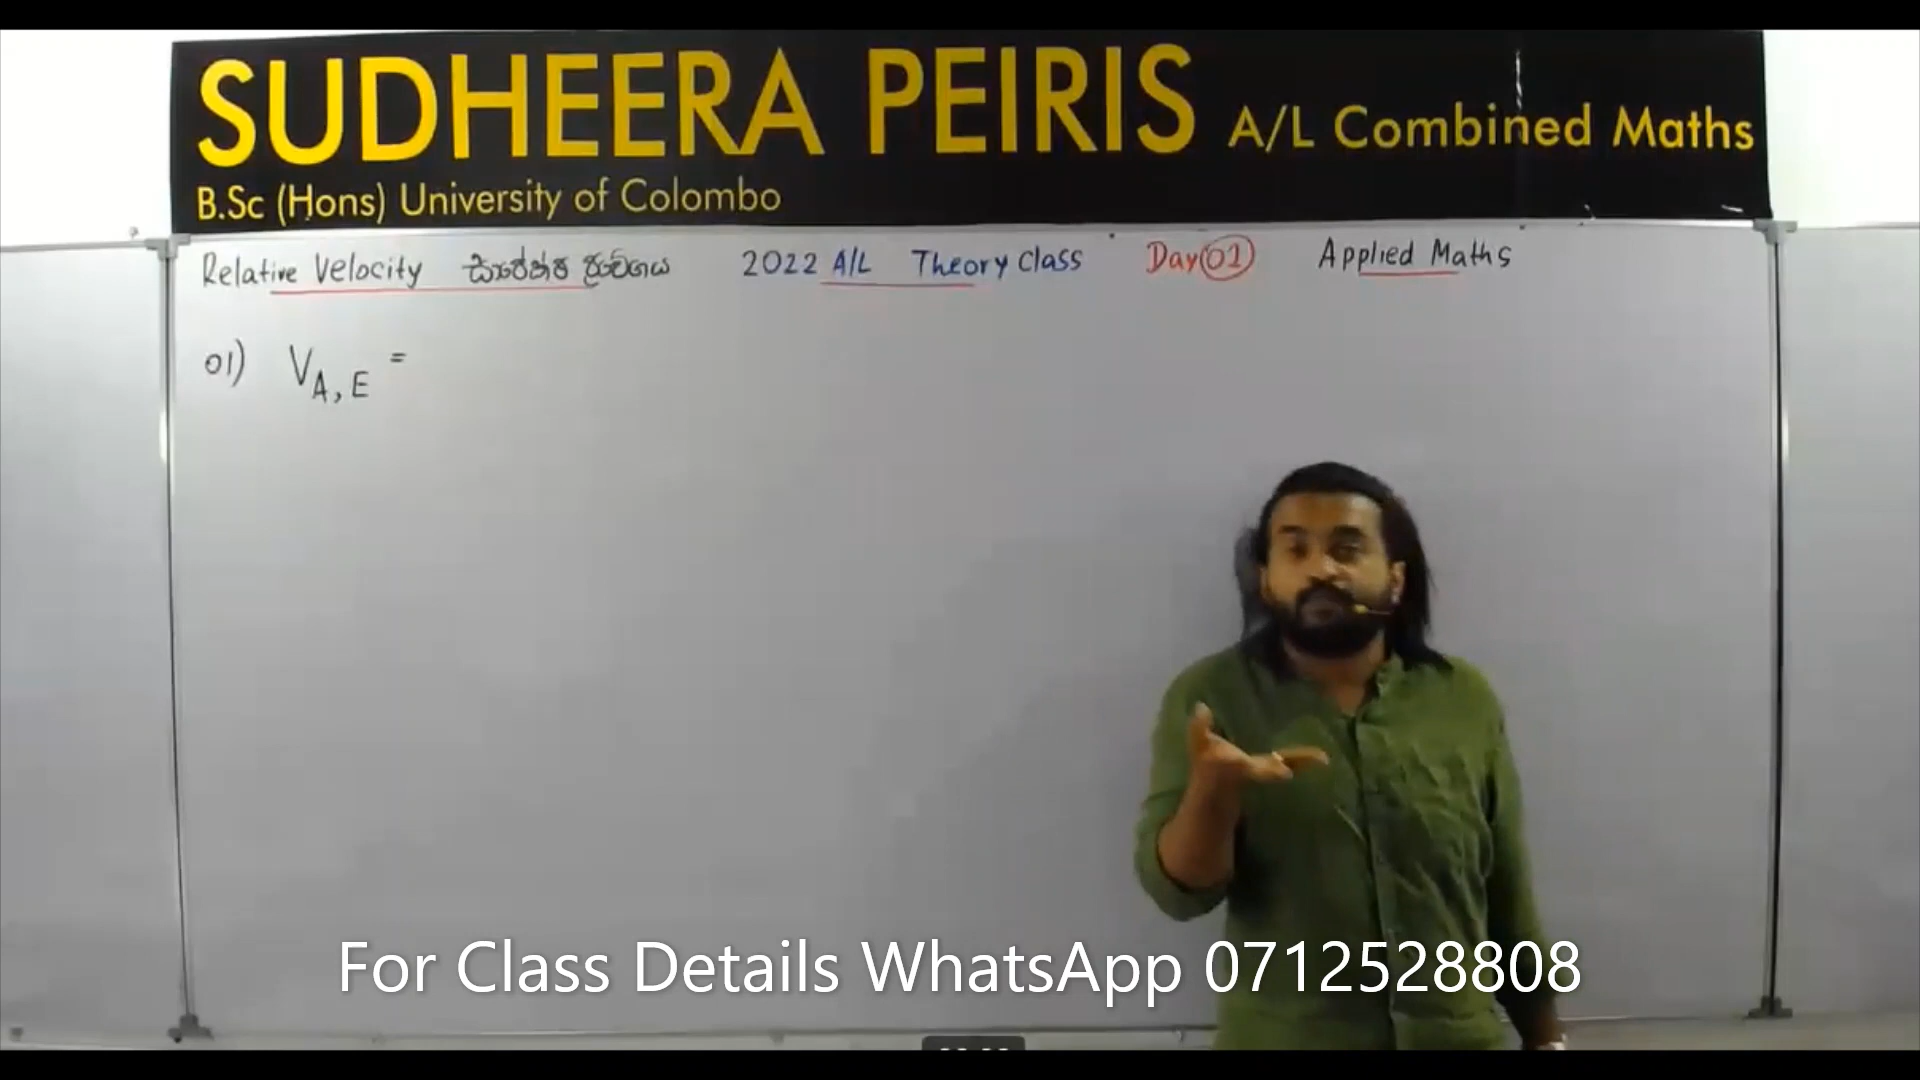 SUDHEERA PEIRIS A/L Combined Maths
B.Sc (Hons) University of Colombo
Relative Velocity සාපේක්ෂ ප්‍රවේගය 2022 A/L Theory Class Day 01 Applied Maths
01) V_A, E =
For Class Details WhatsApp 0712528808